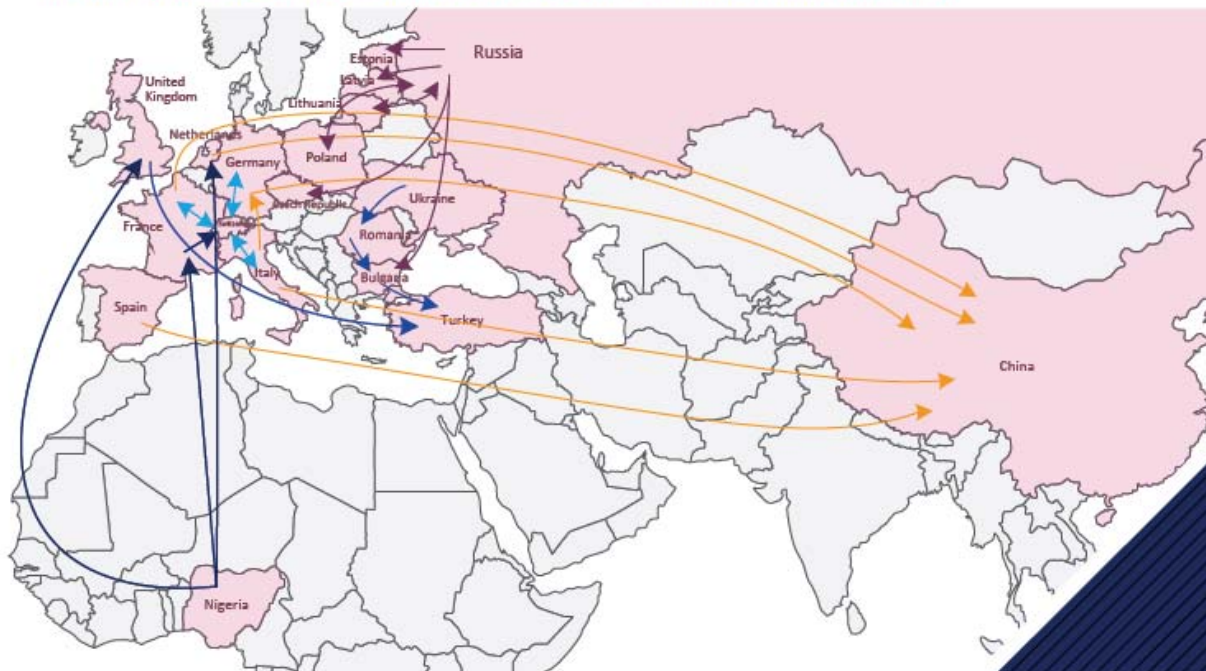 Russia
Estonia
Latvia
United
Kingdom
Lithuania
Netherlands
Germany
Poland
Czech Republic
Ukraine
France
Romania
Italy
Bulgaria
Spain
Turkey
China
Nigeria